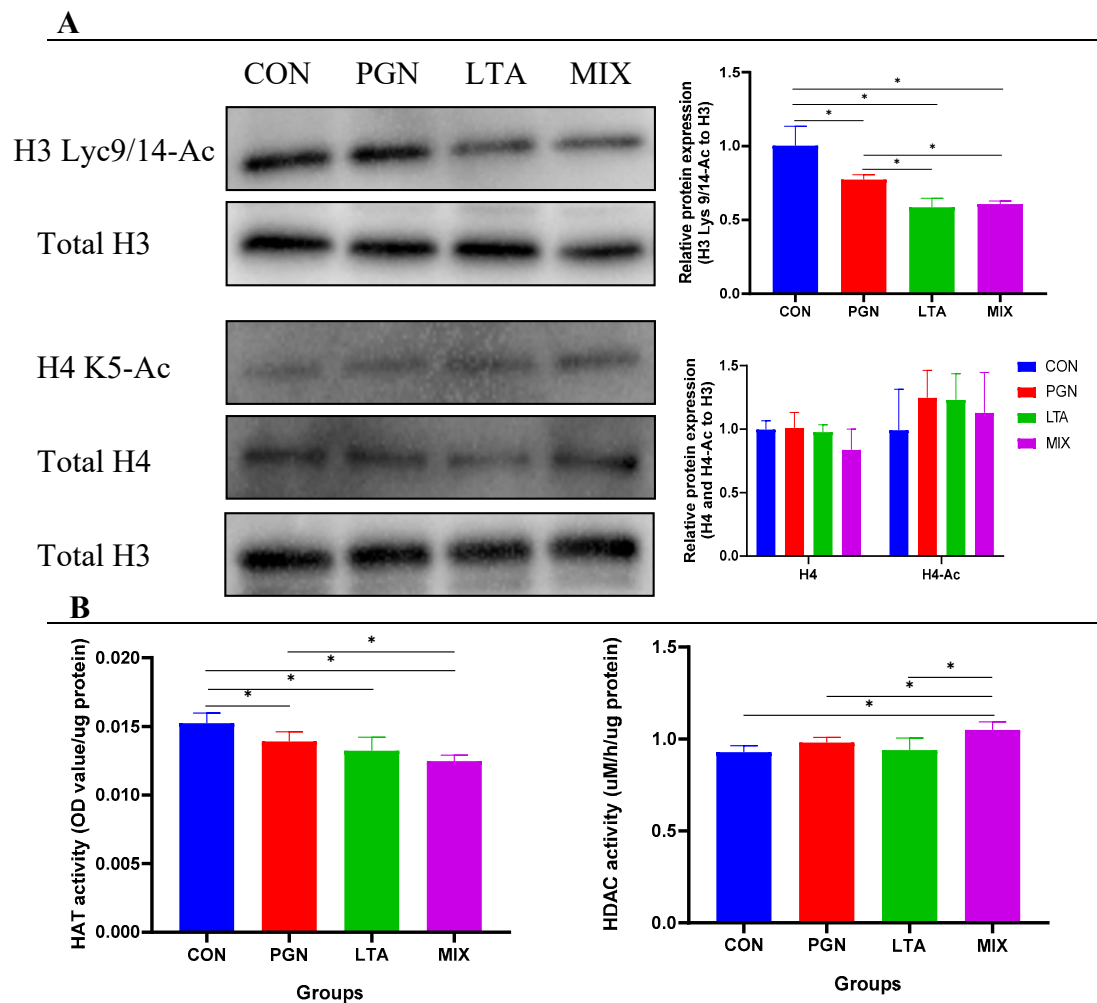 A
CON PGN LTA MIX
H3 Lyc9/14-Ac
Total H3
H4 K5-Ac
Total H4
Total H3
Relative protein expression
(H3 Lys 9/14-Ac to H3)
1.5
1.0
0.5
0.0
* * * * *
CON PGN LTA MIX
Relative protein expression
(H4 and H4-Ac to H3)
1.5
1.0
0.5
0.0
H4 H4-Ac
CON
PGN
LTA
MIX
B
HAT activity (OD value/ug protein)
0.020
0.015
0.010
0.005
0.000
* * * *
CON PGN LTA MIX
Groups
HDAC activity (uM/h/ug protein)
1.5
1.0
0.5
0.0
* * *
CON PGN LTA MIX
Groups